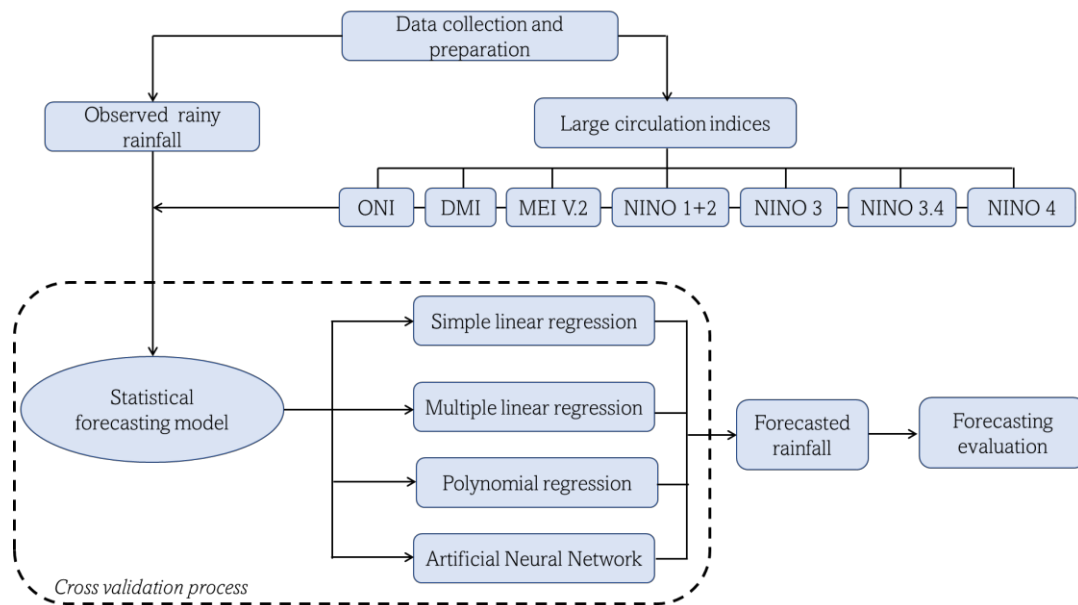 Data collection and
preparation
Observed rainy
rainfall
Large circulation indices
ONI
DMI
MEI V.2
NINO 1+2
NINO 3
NINO 3.4
NINO 4
Statistical
forecasting model
Simple linear regression
Multiple linear regression
Polynomial regression
Artificial Neural Network
Forecasted
rainfall
Forecasting
evaluation
Cross validation process